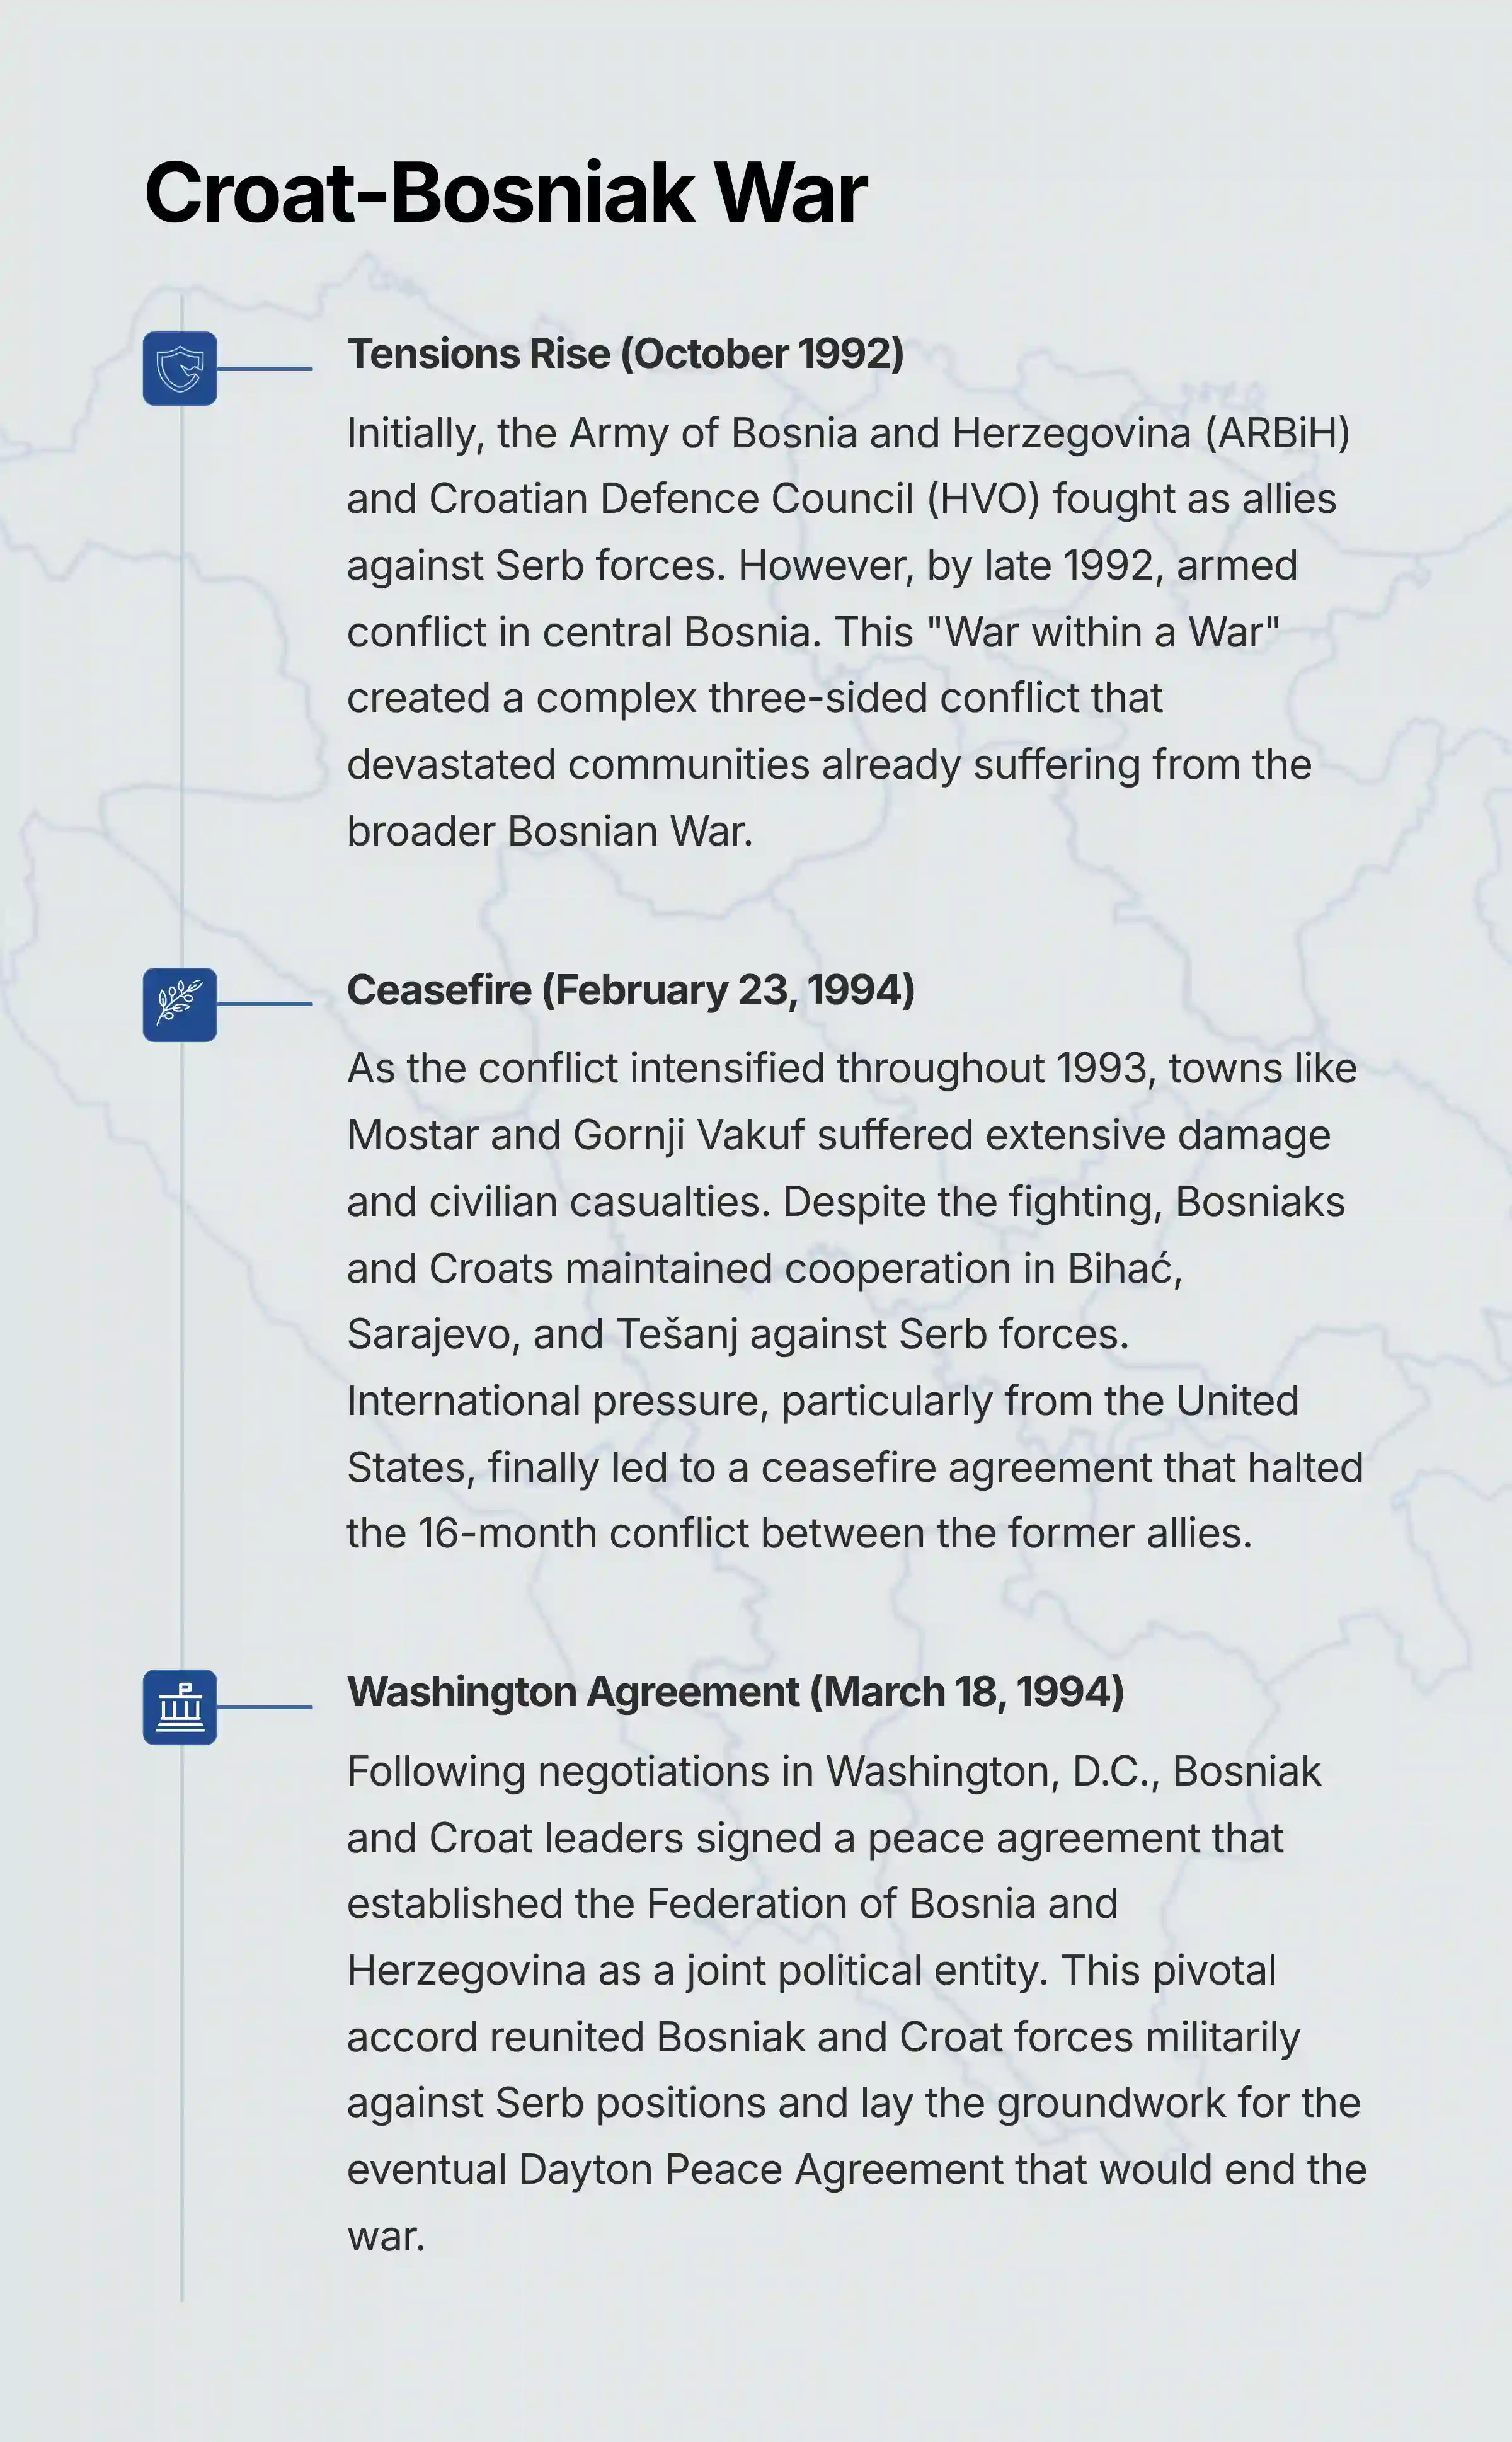 Croat-Bosniak War
Tensions Rise (October 1992)
Initially, the Army of Bosnia and Herzegovina (ARBiH)
and Croatian Defence Council (HVO) fought as allies
against Serb forces. However, by late 1992, armed
conflict in central Bosnia. This "War within a War"
created a complex three-sided conflict that
devastated communities already suffering from the
broader Bosnian War.
Ceasefire (February 23, 1994)
As the conflict intensified throughout 1993, towns like
Mostar and Gornji Vakuf suffered extensive damage
and civilian casualties. Despite the fighting, Bosniaks
and Croats maintained cooperation in Bihać,
Sarajevo, and Tešanj against Serb forces.
International pressure, particularly from the United
States, finally led to a ceasefire agreement that halted
the 16-month conflict between the former allies.
Washington Agreement (March 18, 1994)
Following negotiations in Washington, D.C., Bosniak
and Croat leaders signed a peace agreement that
established the Federation of Bosnia and
Herzegovina as a joint political entity. This pivotal
accord reunited Bosniak and Croat forces militarily
against Serb positions and lay the groundwork for the
eventual Dayton Peace Agreement that would end the
war.